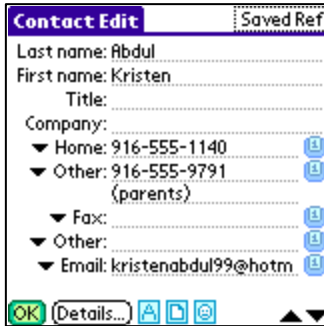 Contact Edit Saved Ref
Last name: Abdul
First name: Kristen
Title:
Company:
Home: 916-555-1140
Other: 916-555-9791
(parents)
Fax:
Other:
Email: kristenabdul99@hotm
OK Details... A